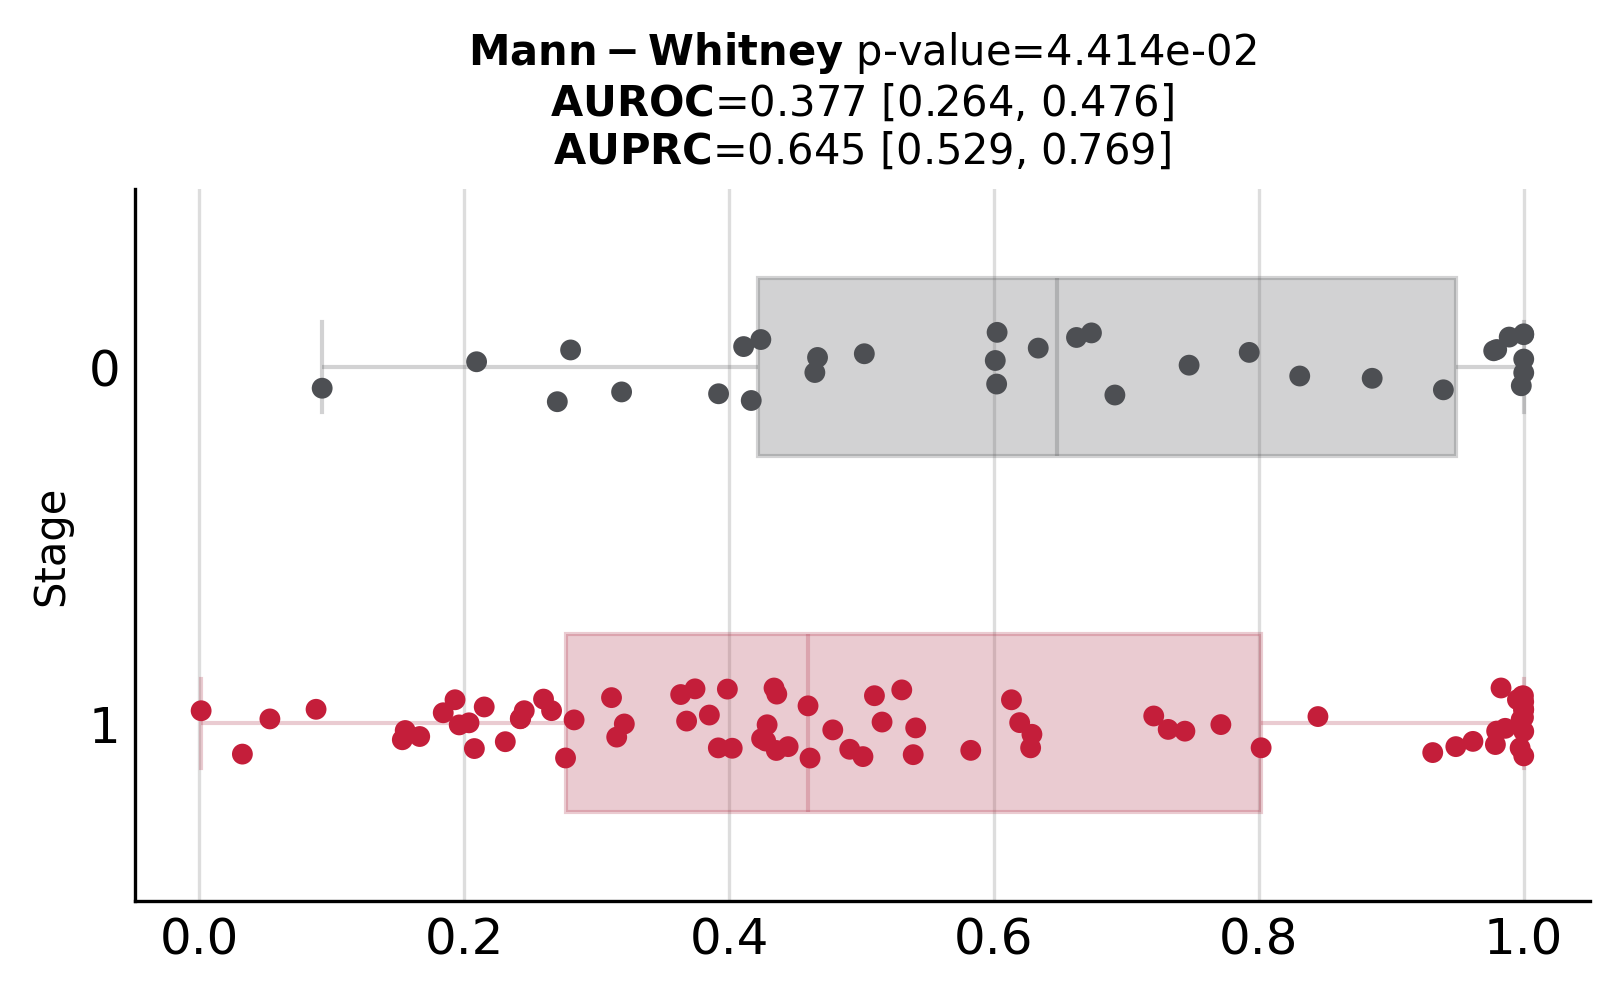 Mann−Whitney p-value=4.414e-02
AUROC=0.377 [0.264, 0.476]
AUPRC=0.645 [0.529, 0.769]
0
Stage
1
0.0 0.2 0.4 0.6 0.8 1.0